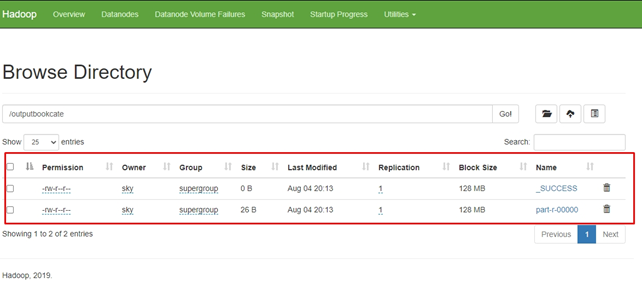 Hadoop Overview Datanodes Datanode Volume Failures Snapshot Startup Progress Utilities
Browse Directory
/outputbookcate Go!
Show 25 entries Search:
Permission Owner Group Size Last Modified Replication Block Size Name
-rw-r--r-- sky supergroup 0 B Aug 04 20:13 1 128 MB _SUCCESS
-rw-r--r-- sky supergroup 26 B Aug 04 20:13 1 128 MB part-r-00000
Showing 1 to 2 of 2 entries Previous 1 Next
Hadoop, 2019.